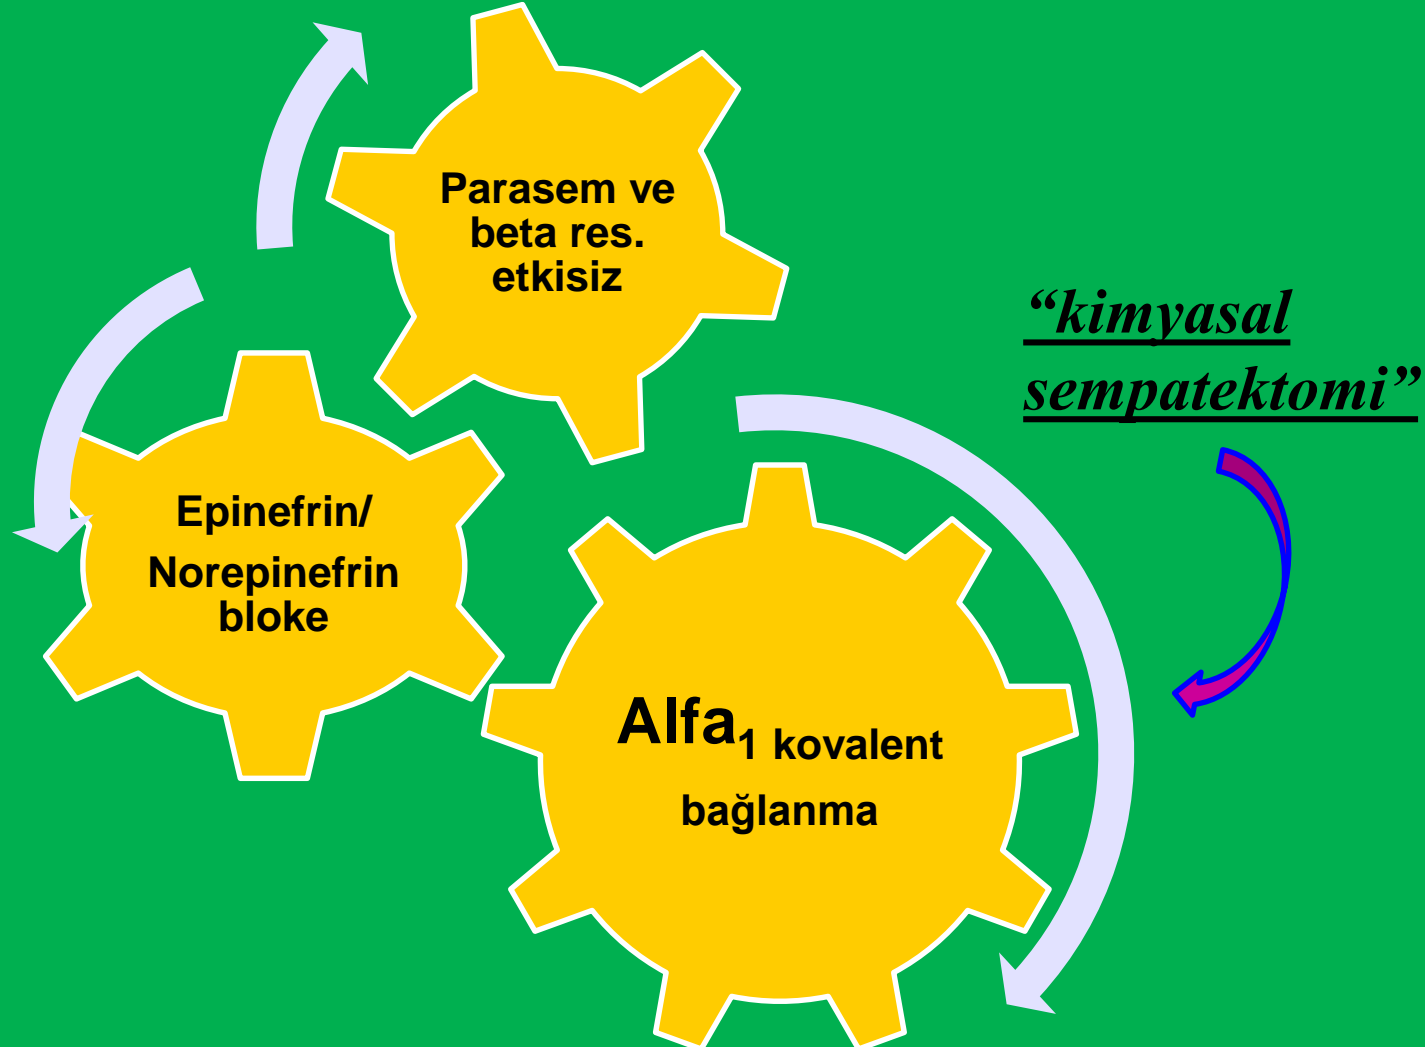 Parasem ve
beta res.
etkisiz
“kimyasal
sempatektomi”
Epinefrin/
Norepinefrin
bloke
Alfa1 kovalent
bağlanma